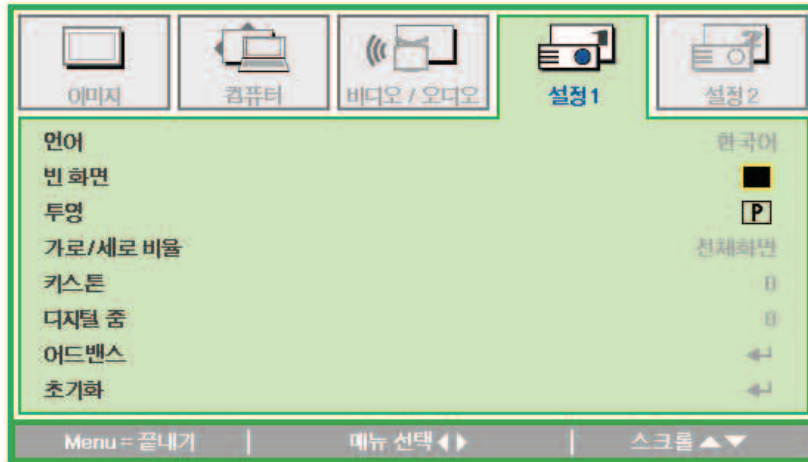 이미지
컴퓨터
비디오 / 오디오
설정 1
설정 2
언어 한국어
빈 화면
투영 P
가로/세로 비율 전체화면
키스톤 0
디지털 줌 0
어드밴스
초기화
Menu = 끝내기 | 메뉴 선택 ◀ ▶ | 스크롤 ▲ ▼